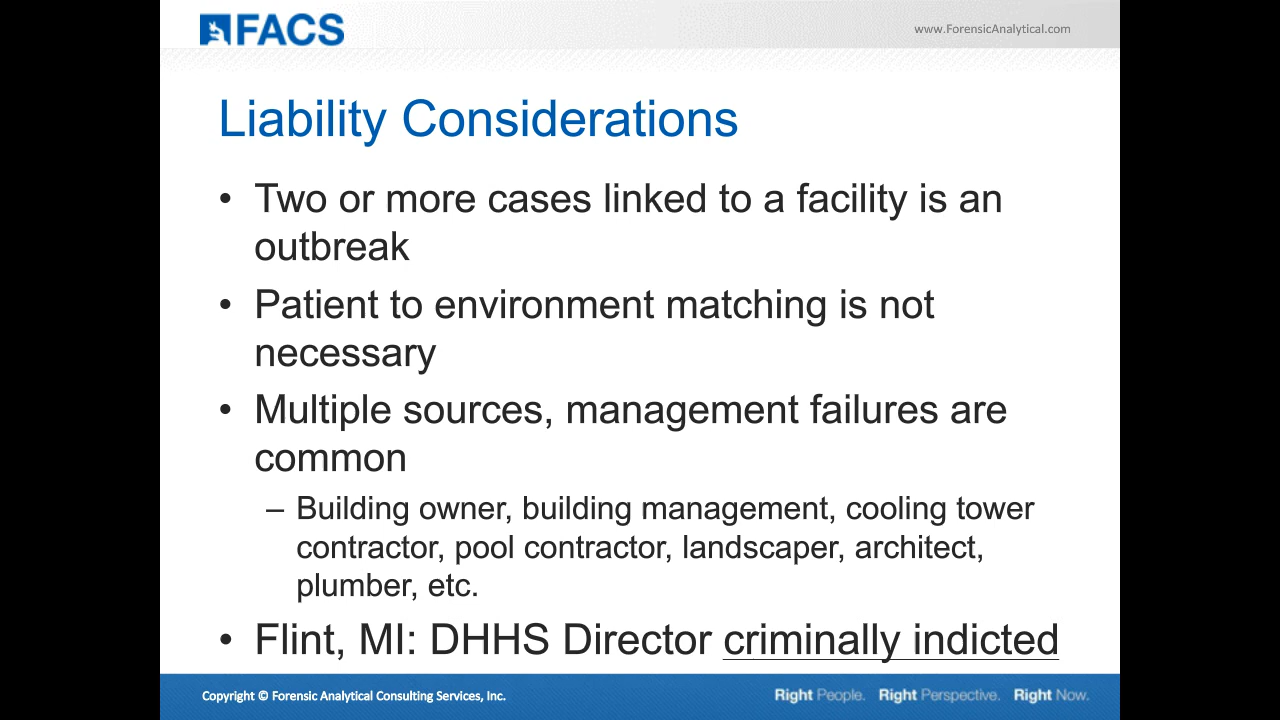 FACS
www.ForensicAnalytical.com
Liability Considerations
• Two or more cases linked to a facility is an
outbreak
• Patient to environment matching is not
necessary
• Multiple sources, management failures are
common
– Building owner, building management, cooling tower
contractor, pool contractor, landscaper, architect,
plumber, etc.
• Flint, MI: DHHS Director criminally indicted
Copyright © Forensic Analytical Consulting Services, Inc.
Right People. Right Perspective. Right Now.